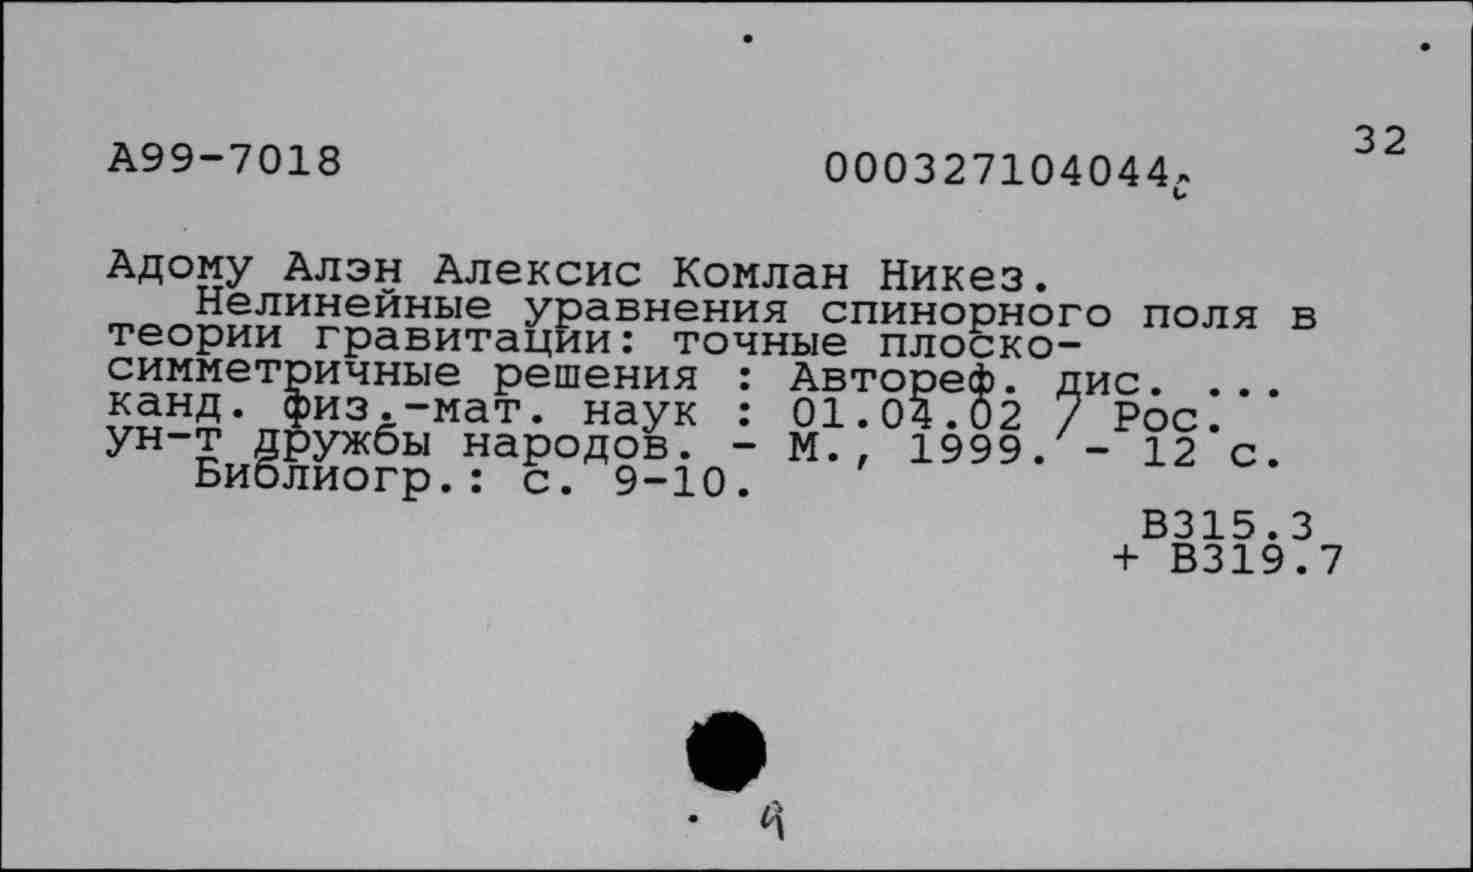 32
А99-7018 000327104044
Адому Алэн Алексис Комлан Никез.
Нелинейные уравнения спинорного поля в
теории гравитации: точные плоско-
симметричные решения : Автореф. дис. ...
канд. физ.-мат. наук : 01.04.02 / Рос.
ун-т дружбы народов. - М., 1999. - 12 с.
Библиогр.: с. 9-10.
В315.3
+ В319.7